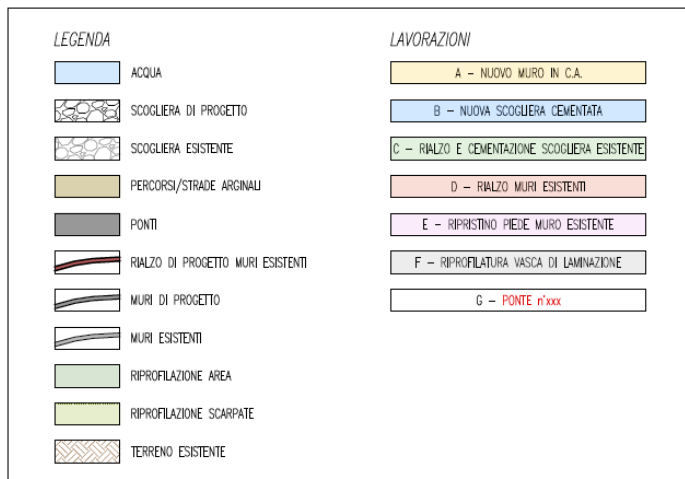 LEGENDA
ACQUA
SCOGLIERA DI PROGETTO
SCOGLIERA ESISTENTE
PERCORSI/STRADE ARGINALI
PONTI
RIALZO DI PROGETTO MURI ESISTENTI
MURI DI PROGETTO
MURI ESISTENTI
RIPROFILAZIONE AREA
RIPROFILAZIONE SCARPATE
TERRENO ESISTENTE
LAVORAZIONI
A – NUOVO MURO IN C.A.
B – NUOVA SCOGLIERA CEMENTATA
C – RIALZO E CEMENTAZIONE SCOGLIERA ESISTENTE
D – RIALZO MURI ESISTENTI
E – RIPRISTINO PIEDE MURO ESISTENTE
F – RIPROFILATURA VASCA DI LAMINAZIONE
G – PONTE n°xxx